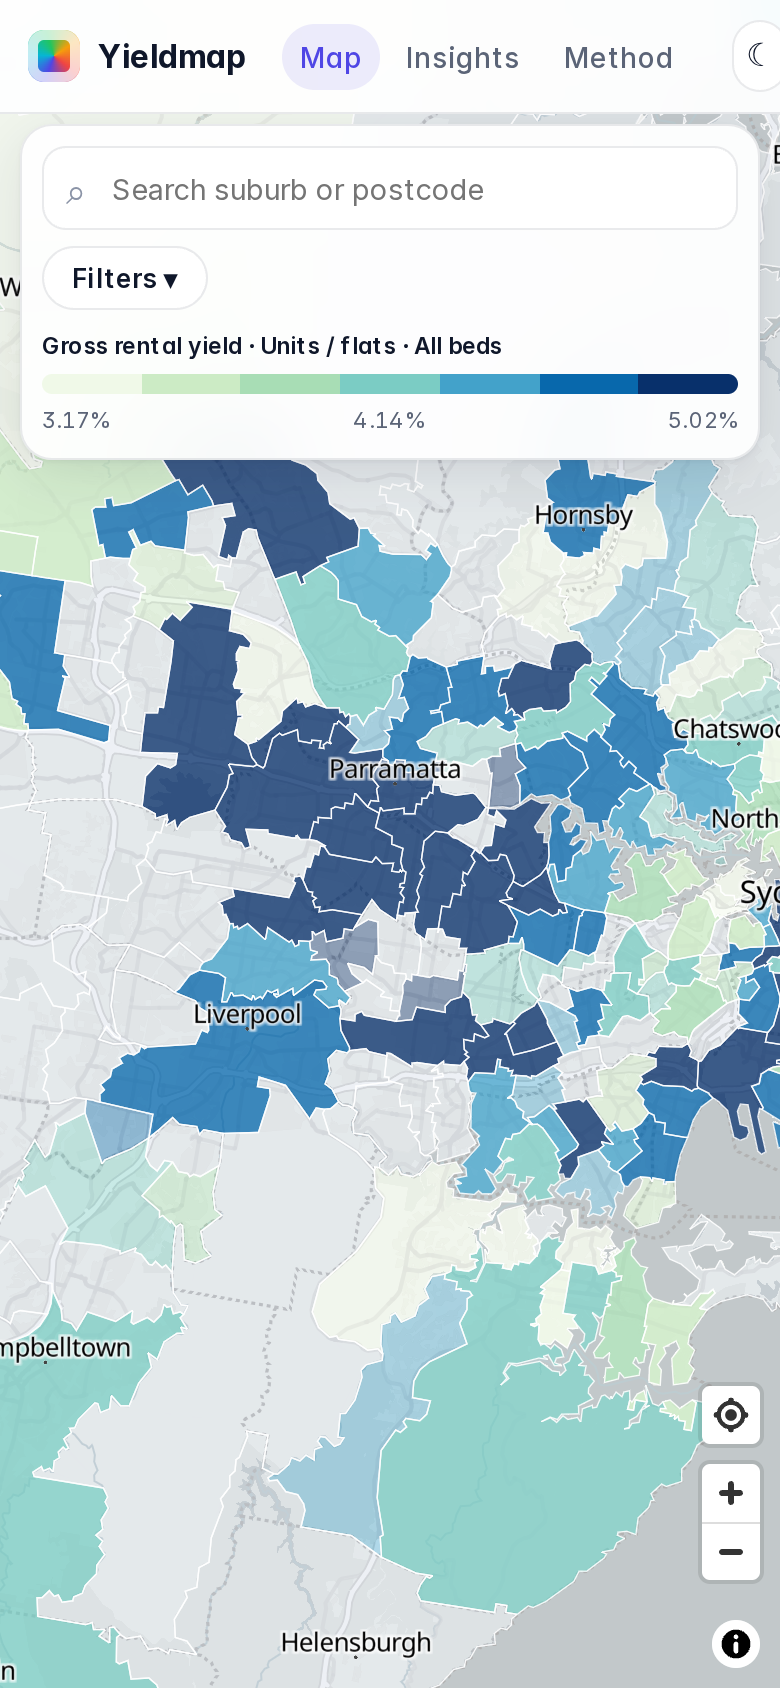 Yieldmap Map Insights Method
Search suburb or postcode
Filters ▾
Gross rental yield · Units / flats · All beds
3.17% 4.14% 5.02%
Hornsby
Chatswoo
Parramatta
North
Syd
Liverpool
mpbelltown
Helensburgh
n